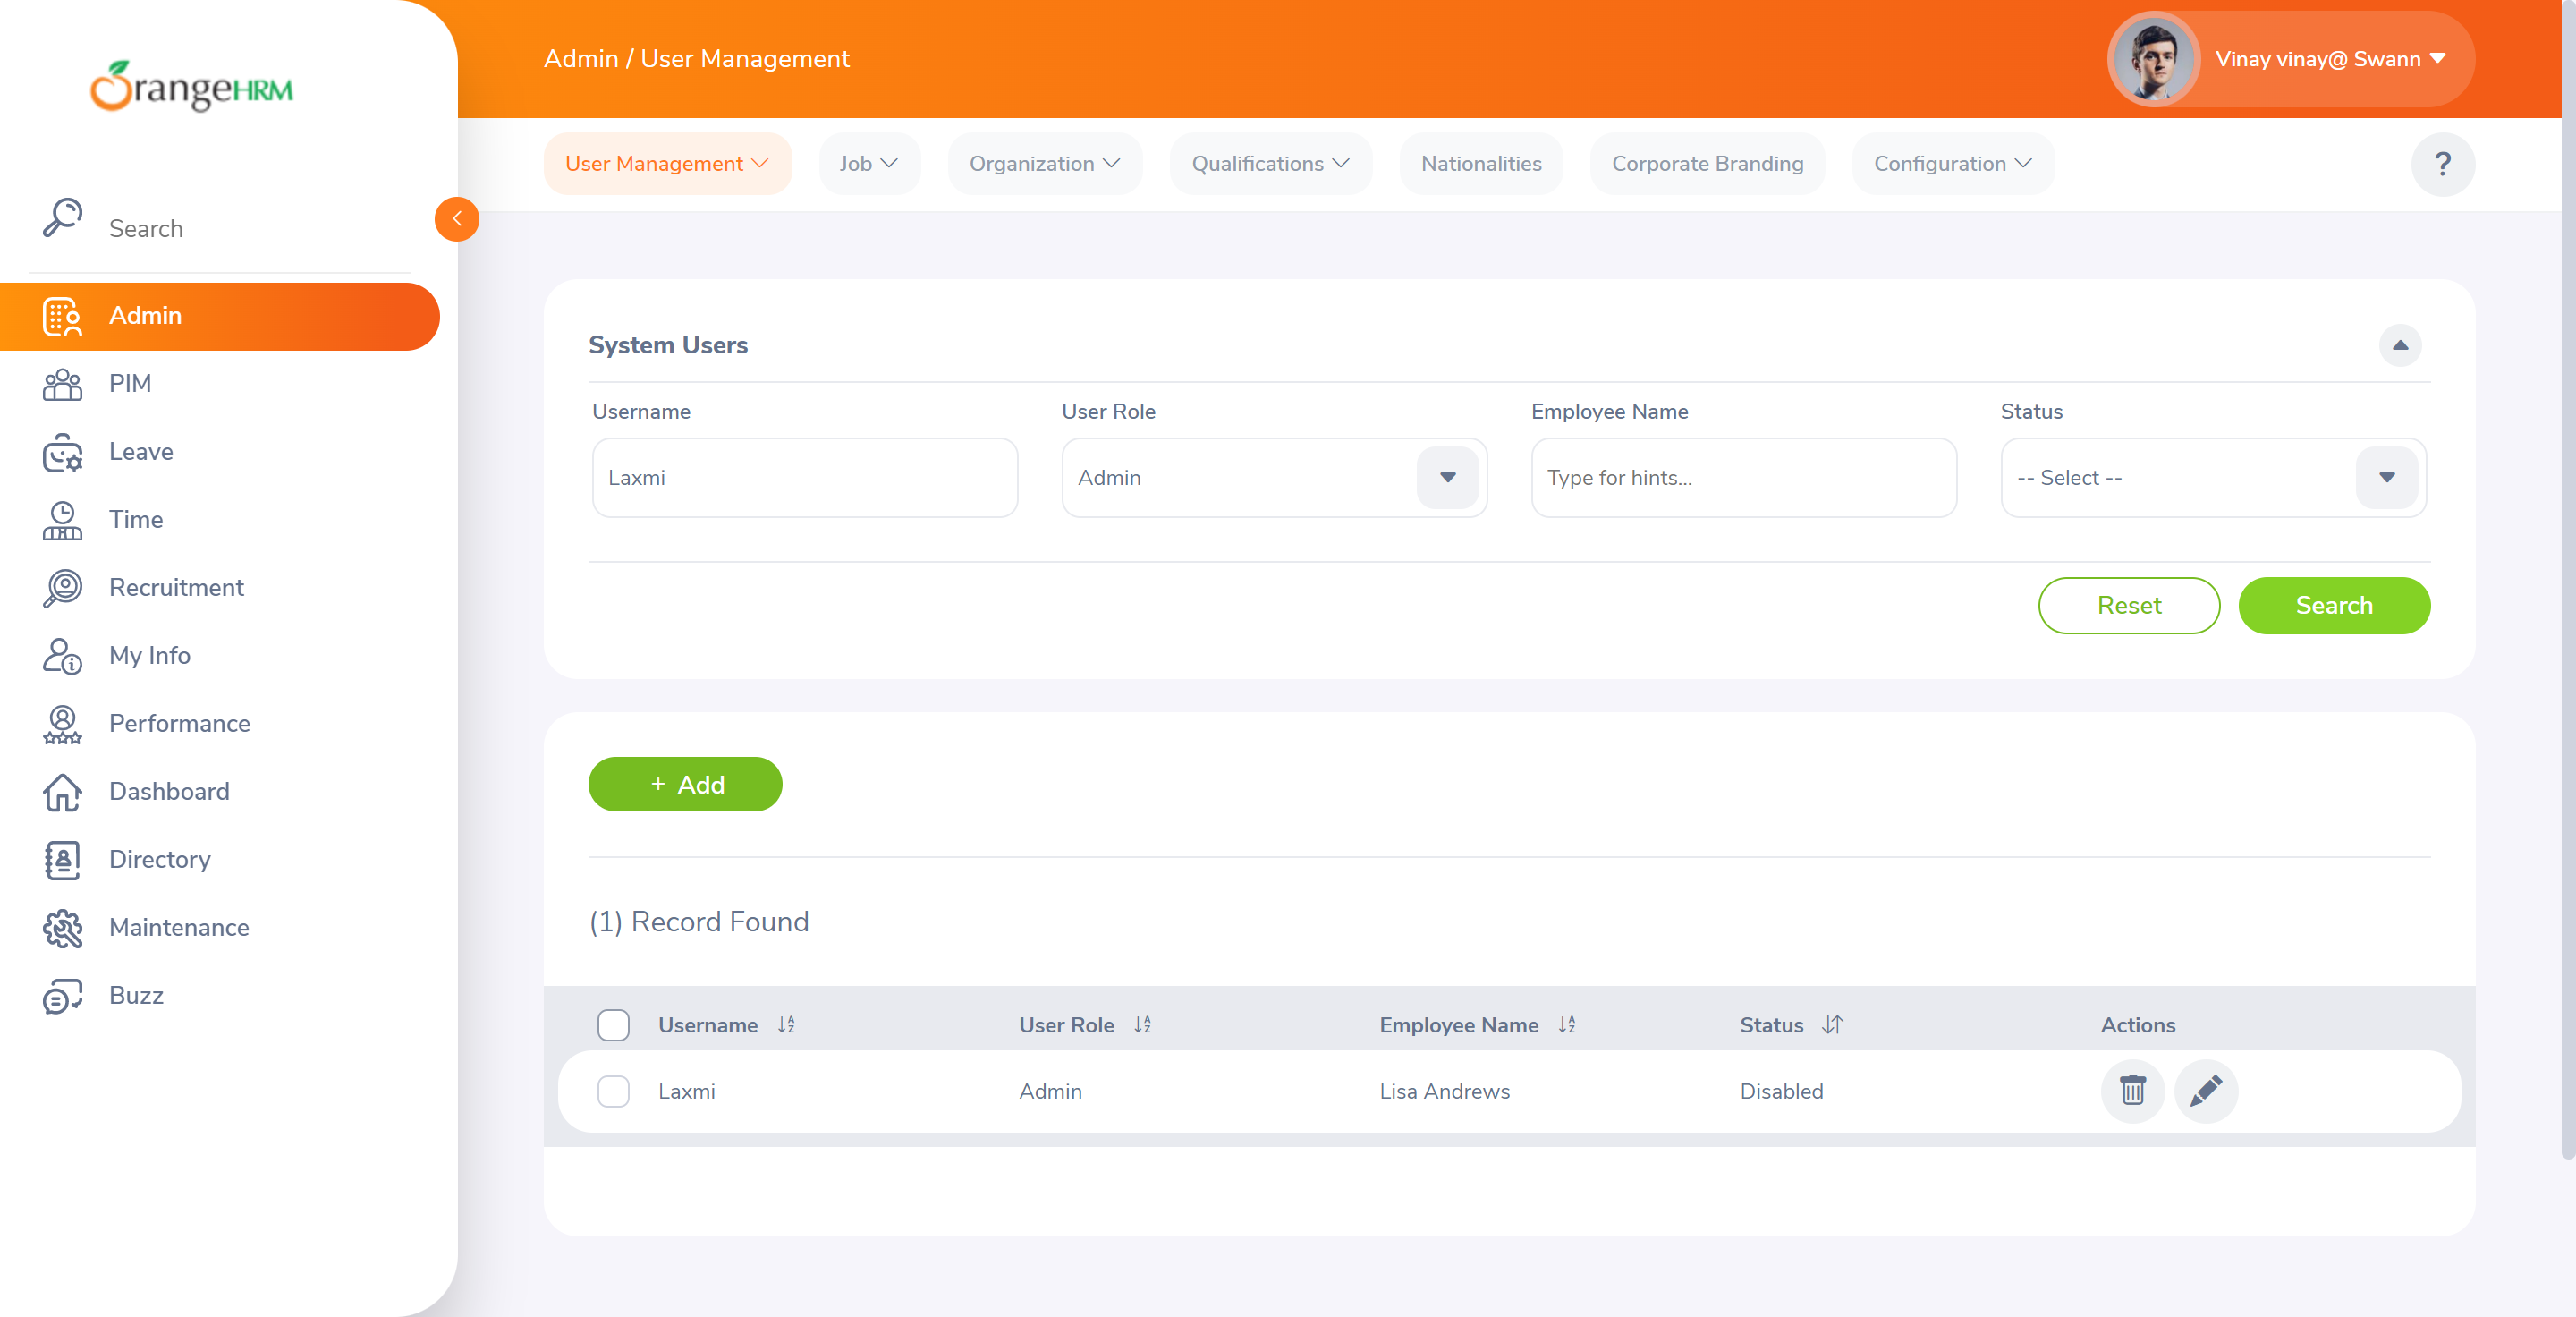 OrangeHRM
Admin / User Management
Vinay vinay@ Swann
User Management
Job
Organization
Qualifications
Nationalities
Corporate Branding
Configuration
?
Search
Admin
PIM
Leave
Time
Recruitment
My Info
Performance
Dashboard
Directory
Maintenance
Buzz
System Users
Username
User Role
Employee Name
Status
Laxmi
Admin
Type for hints...
-- Select --
Reset
Search
+ Add
(1) Record Found
Username
User Role
Employee Name
Status
Actions
Laxmi
Admin
Lisa Andrews
Disabled